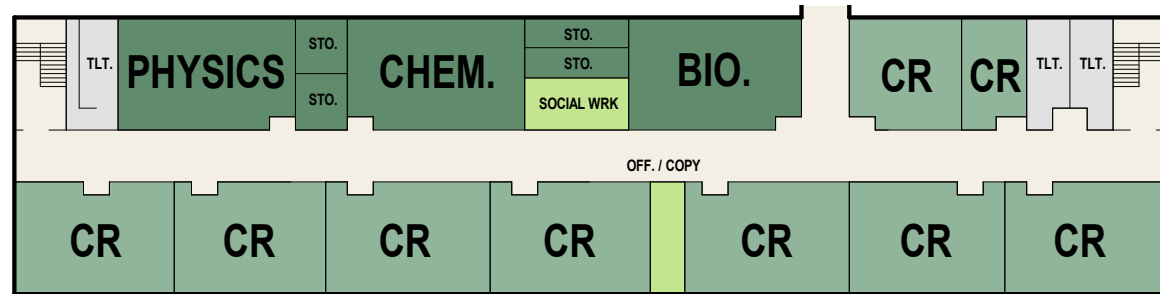 TLT.
PHYSICS
STO.
STO.
CHEM.
STO.
STO.
SOCIAL WRK
BIO.
CR
CR
TLT.
TLT.
OFF. / COPY
CR
CR
CR
CR
CR
CR
CR